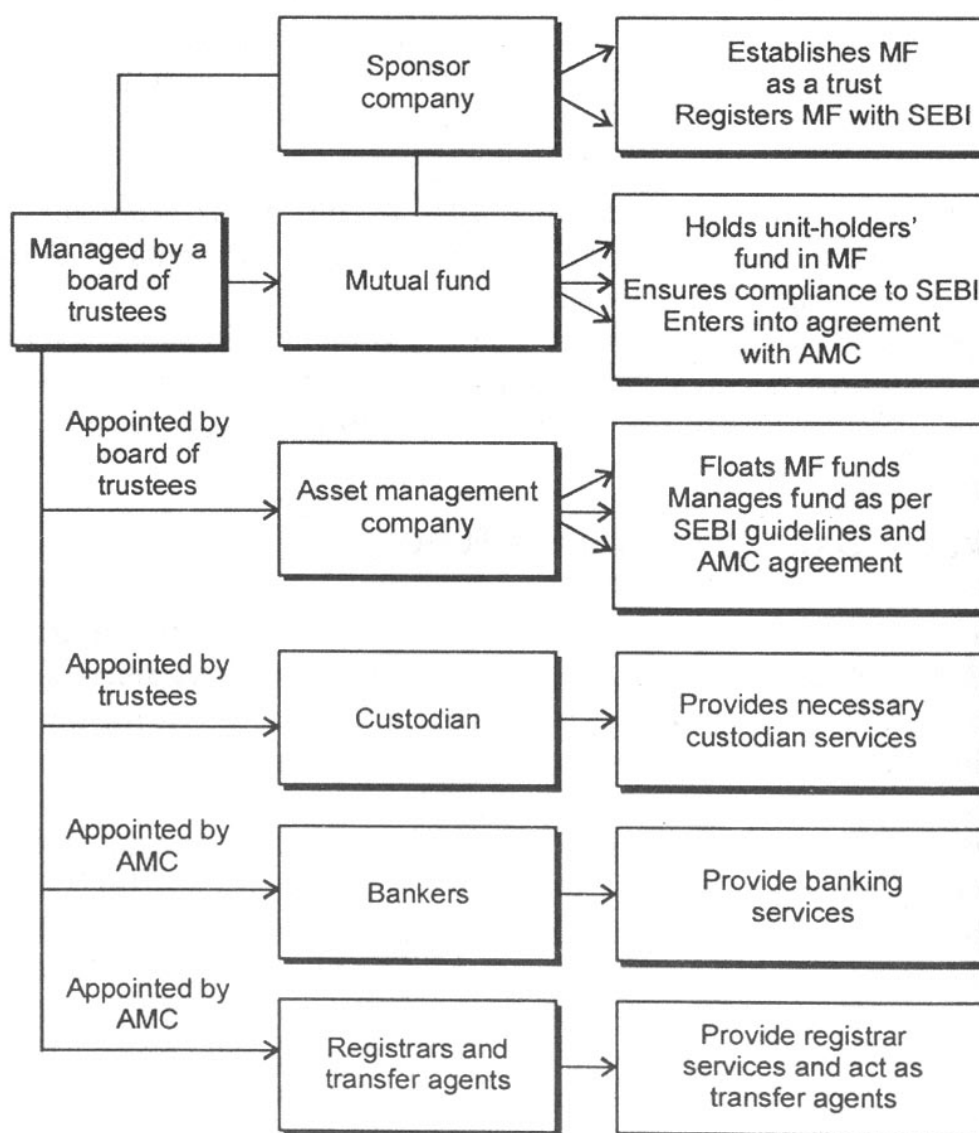 Sponsor
company
Establishes MF
as a trust
Registers MF with SEBI
Managed by a
board of
trustees
Mutual fund
Holds unit-holders'
fund in MF
Ensures compliance to SEBI
Enters into agreement
with AMC
Appointed by
board of
trustees
Asset management
company
Floats MF funds
Manages fund as per
SEBI guidelines and
AMC agreement
Appointed by
trustees
Custodian
Provides necessary
custodian services
Appointed by
AMC
Bankers
Provide banking
services
Appointed by
AMC
Registrars and
transfer agents
Provide registrar
services and act as
transfer agents